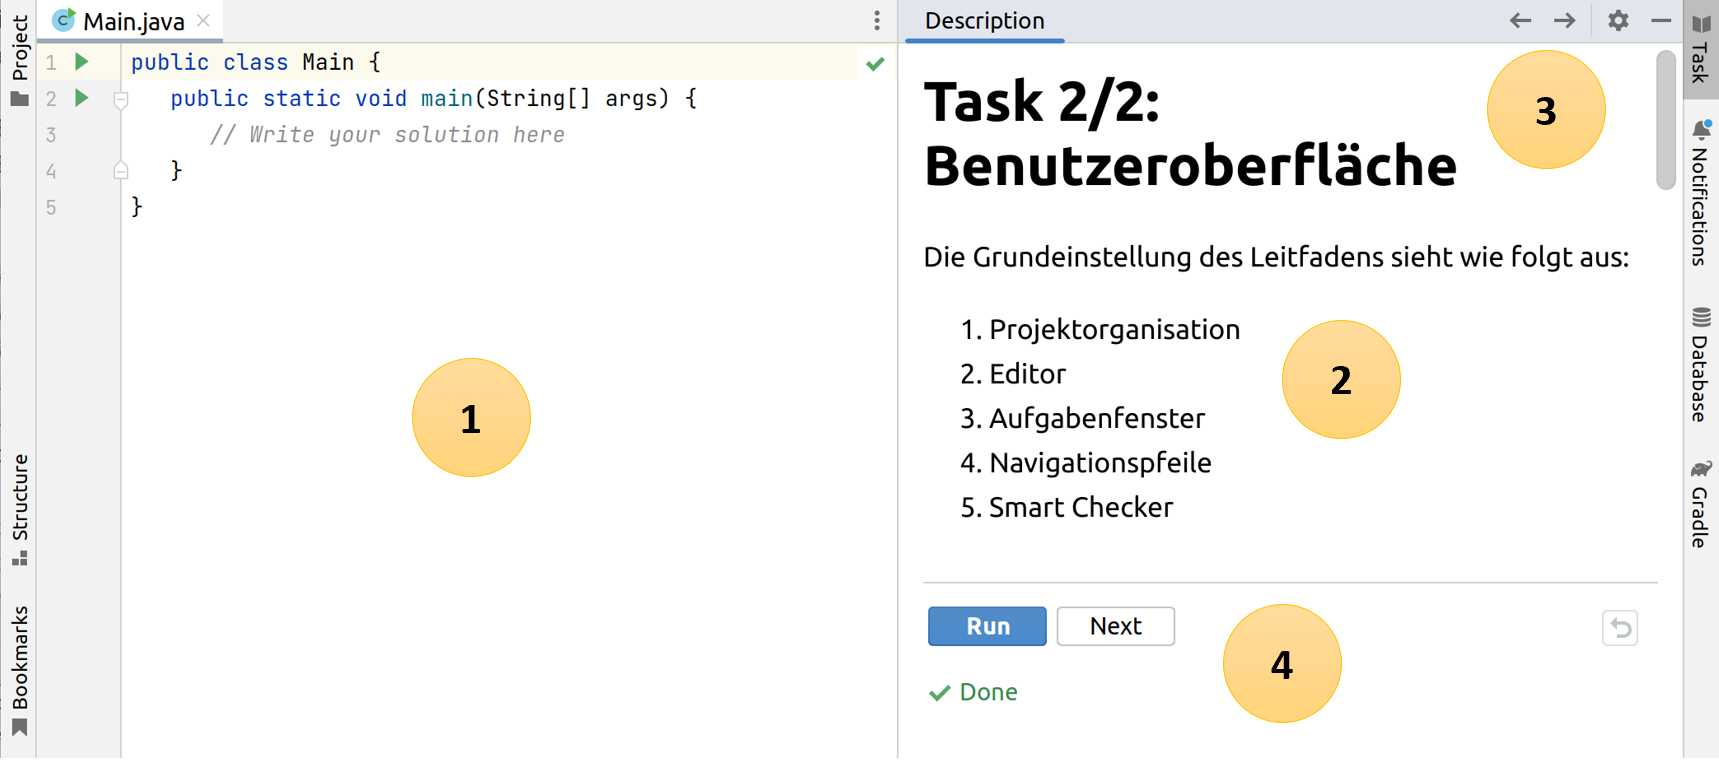 Project
Structure
Bookmarks
Main.java
1
2
3
4
5
public class Main {
public static void main(String[] args) {
// Write your solution here
}
}
1
Description
Task 2/2:
Benutzeroberfläche
3
Die Grundeinstellung des Leitfadens sieht wie folgt aus:
1. Projektorganisation
2. Editor
3. Aufgabenfenster
4. Navigationspfeile
5. Smart Checker
2
Run
Next
4
Done
Task
Notifications
Database
Gradle